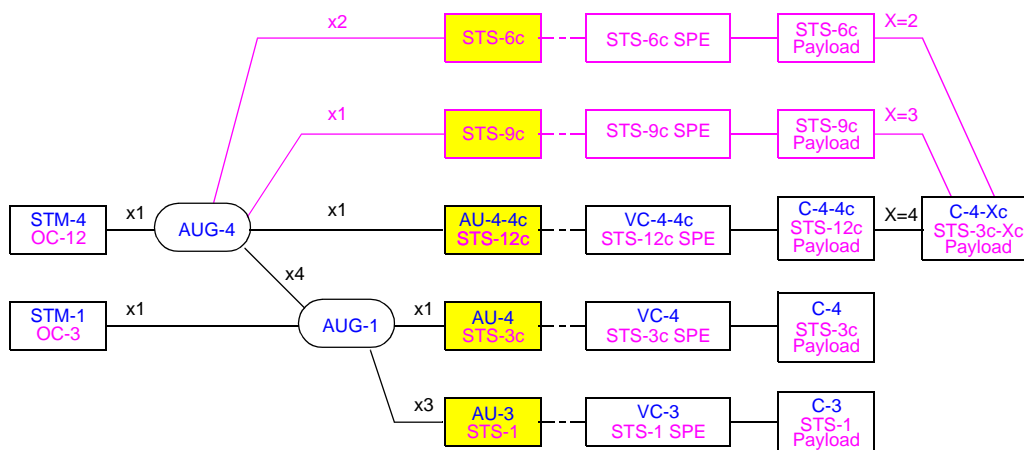 x2
STS-6c
STS-6c SPE
STS-6c
Payload
X=2
x1
STS-9c
STS-9c SPE
STS-9c
Payload
X=3
STM-4
OC-12
x1
AUG-4
x1
AU-4-4c
STS-12c
VC-4-4c
STS-12c SPE
C-4-4c
STS-12c
Payload
X=4
C-4-Xc
STS-3c-Xc
Payload
x4
STM-1
OC-3
x1
AUG-1
x1
AU-4
STS-3c
VC-4
STS-3c SPE
C-4
STS-3c
Payload
x3
AU-3
STS-1
VC-3
STS-1 SPE
C-3
STS-1
Payload